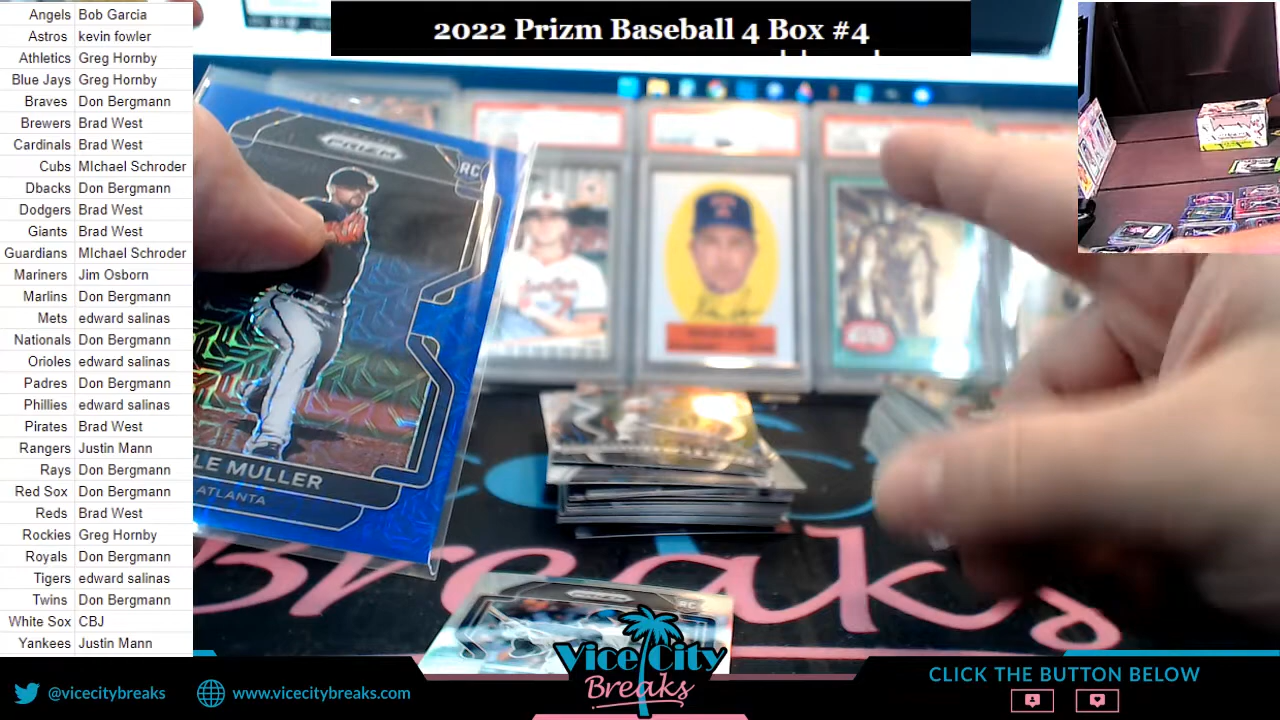 Angels Bob Garcia
Astros kevin fowler
Athletics Greg Hornby
Blue Jays Greg Hornby
Braves Don Bergmann
Brewers Brad West
Cardinals Brad West
Cubs MIchael Schroder
Dbacks Don Bergmann
Dodgers Brad West
Giants Brad West
Guardians MIchael Schroder
Mariners Jim Osborn
Marlins Don Bergmann
Mets edward salinas
Nationals Don Bergmann
Orioles edward salinas
Padres Don Bergmann
Phillies edward salinas
Pirates Brad West
Rangers Justin Mann
Rays Don Bergmann
Red Sox Don Bergmann
Reds Brad West
Rockies Greg Hornby
Royals Don Bergmann
Tigers edward salinas
Twins Don Bergmann
White Sox CBJ
Yankees Justin Mann
2022 Prizm Baseball 4 Box #4
PRIZM
RC
LE MULLER
ATLANTA
Breaks
PRIZM
RC
Vice City
Breaks
@vicecitybreaks
www.vicecitybreaks.com
CLICK THE BUTTON BELOW